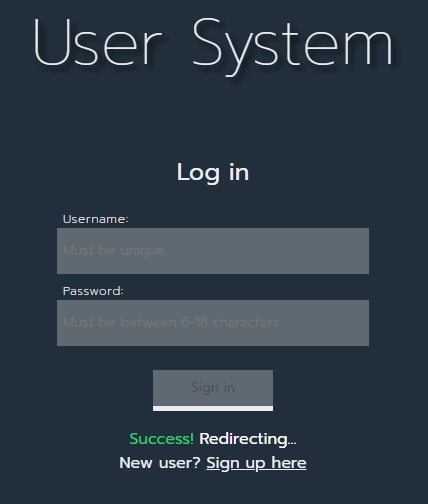 User System
Log in
Username:
Must be unique
Password:
Must be between 6-18 characters
Sign in
Success! Redirecting...
New user? Sign up here